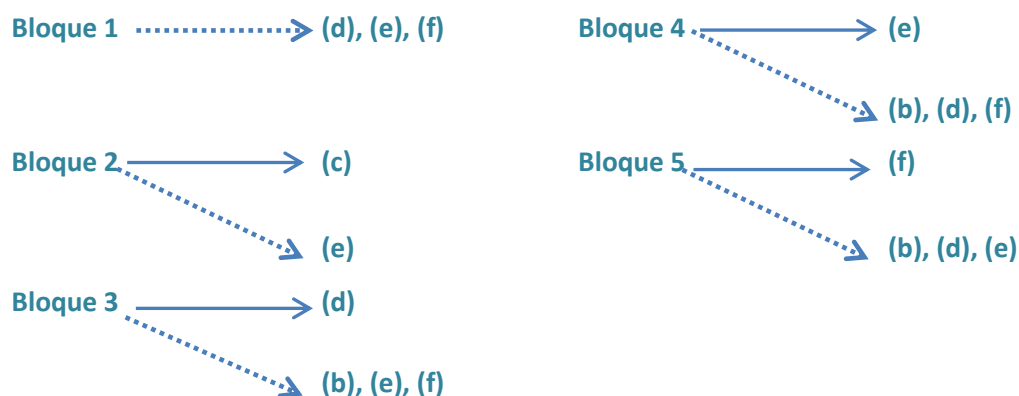 Bloque 1
(d), (e), (f)
Bloque 2
(c)
(e)
Bloque 3
(d)
(b), (e), (f)
Bloque 4
(e)
(b), (d), (f)
Bloque 5
(f)
(b), (d), (e)